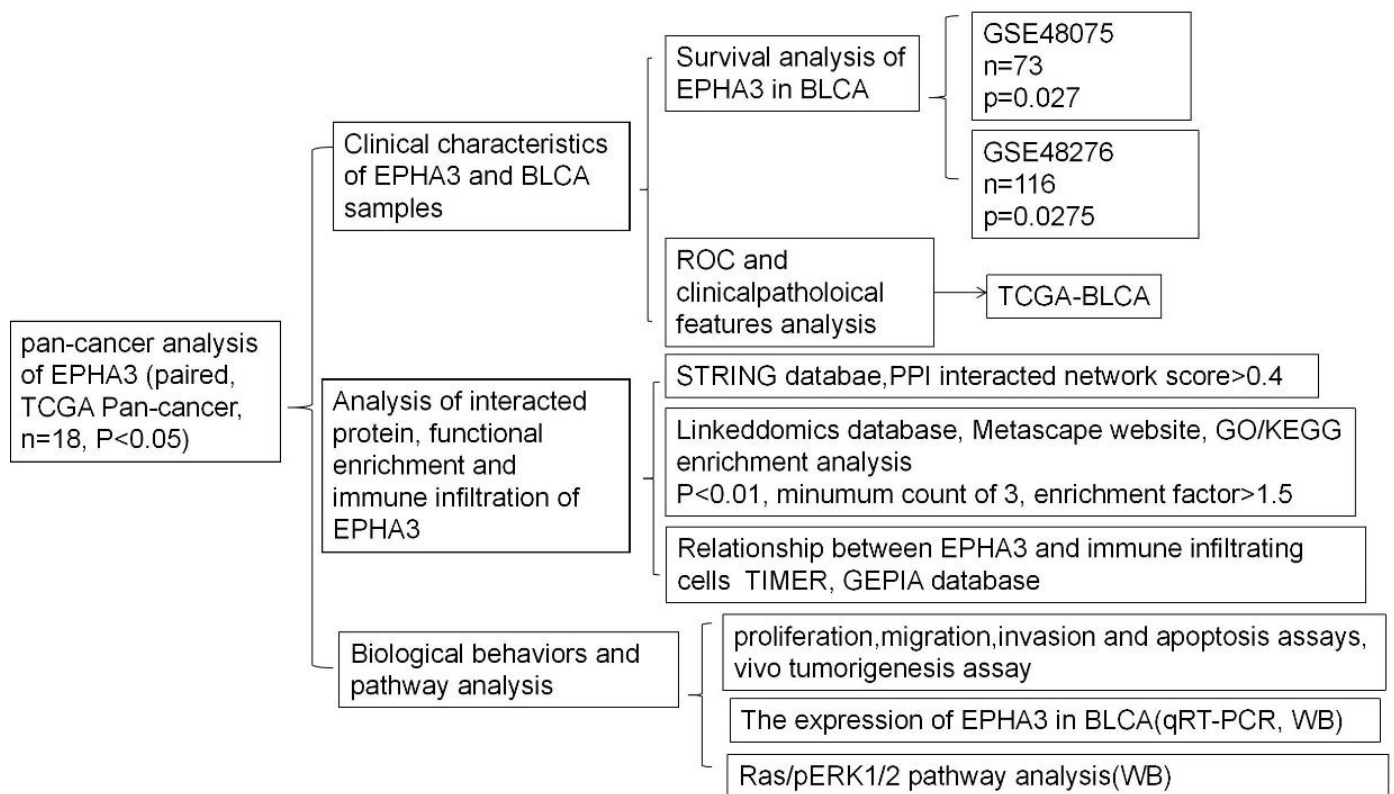 pan-cancer analysis
of EPHA3 (paired,
TCGA Pan-cancer,
n=18, P<0.05)
Clinical characteristics
of EPHA3 and BLCA
samples
Survival analysis of
EPHA3 in BLCA
GSE48075
n=73
p=0.027
GSE48276
n=116
p=0.0275
ROC and
clinicalpatholoical
features analysis
TCGA-BLCA
Analysis of interacted
protein, functional
enrichment and
immune infiltration of
EPHA3
STRING databae,PPI interacted network score>0.4
Linkeddomics database, Metascape website, GO/KEGG
enrichment analysis
P<0.01, minumum count of 3, enrichment factor>1.5
Relationship between EPHA3 and immune infiltrating
cells TIMER, GEPIA database
Biological behaviors and
pathway analysis
proliferation,migration,invasion and apoptosis assays,
vivo tumorigenesis assay
The expression of EPHA3 in BLCA(qRT-PCR, WB)
Ras/pERK1/2 pathway analysis(WB)